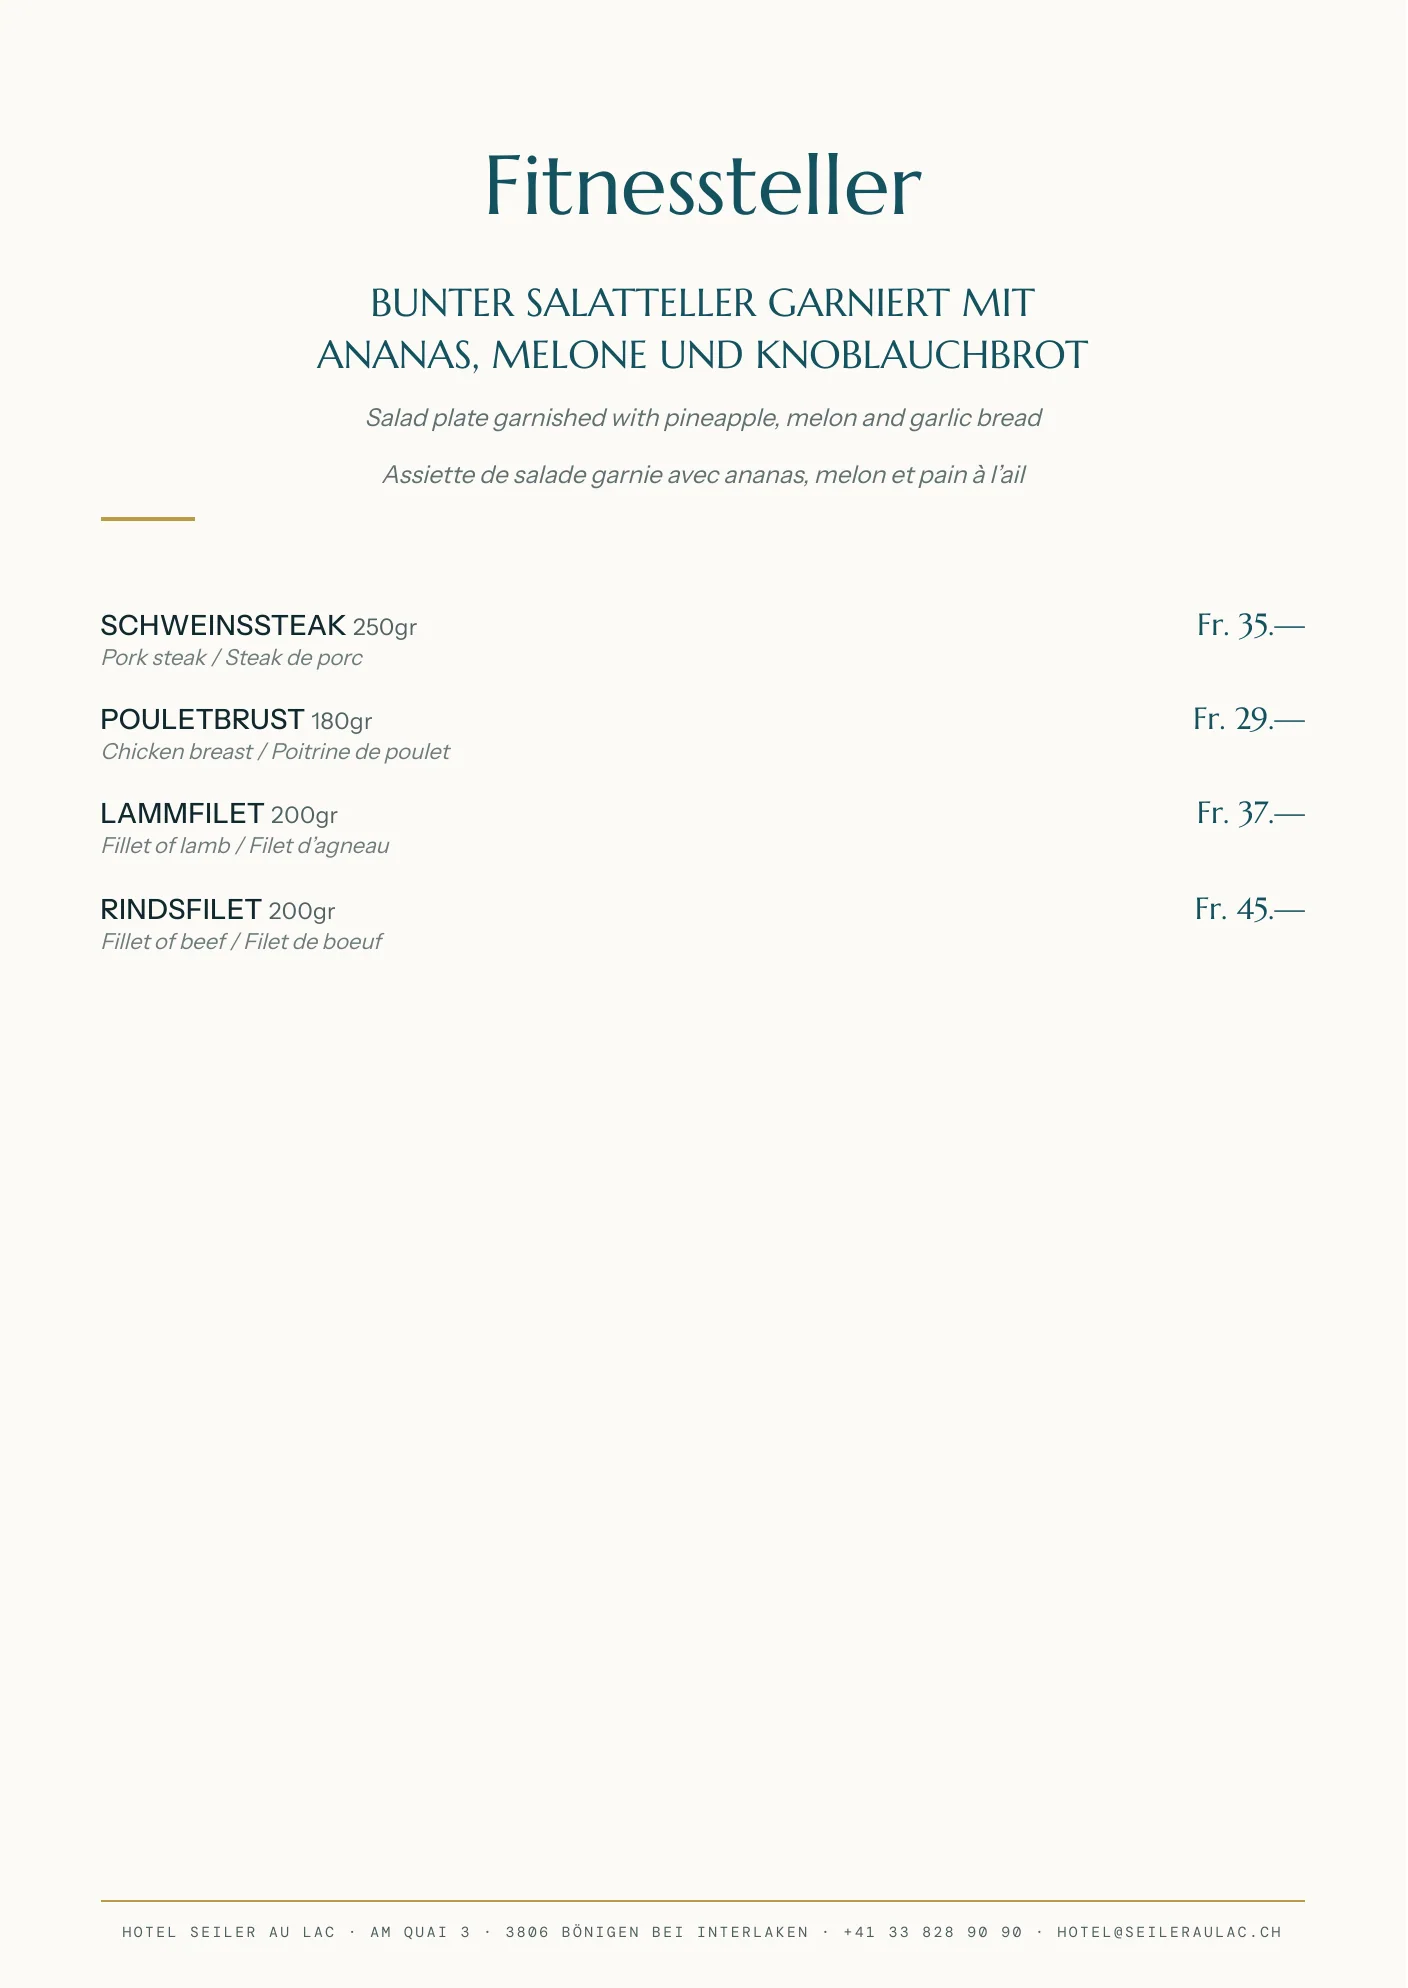 Fitnessteller
BUNTER SALATTELLER GARNIERT MIT
ANANAS, MELONE UND KNOBLAUCHBROT
Salad plate garnished with pineapple, melon and garlic bread
Assiette de salade garnie avec ananas, melon et pain à l’ail
SCHWEINSSTEAK 250gr Fr. 35.—
Pork steak / Steak de porc
POULETBRUST 180gr Fr. 29.—
Chicken breast / Poitrine de poulet
LAMMFILET 200gr Fr. 37.—
Fillet of lamb / Filet d’agneau
RINDSFILET 200gr Fr. 45.—
Fillet of beef / Filet de boeuf
HOTEL SEILER AU LAC · AM QUAI 3 · 3806 BÖNIGEN BEI INTERLAKEN · +41 33 828 90 90 · HOTEL@SEILERAULAC.CH